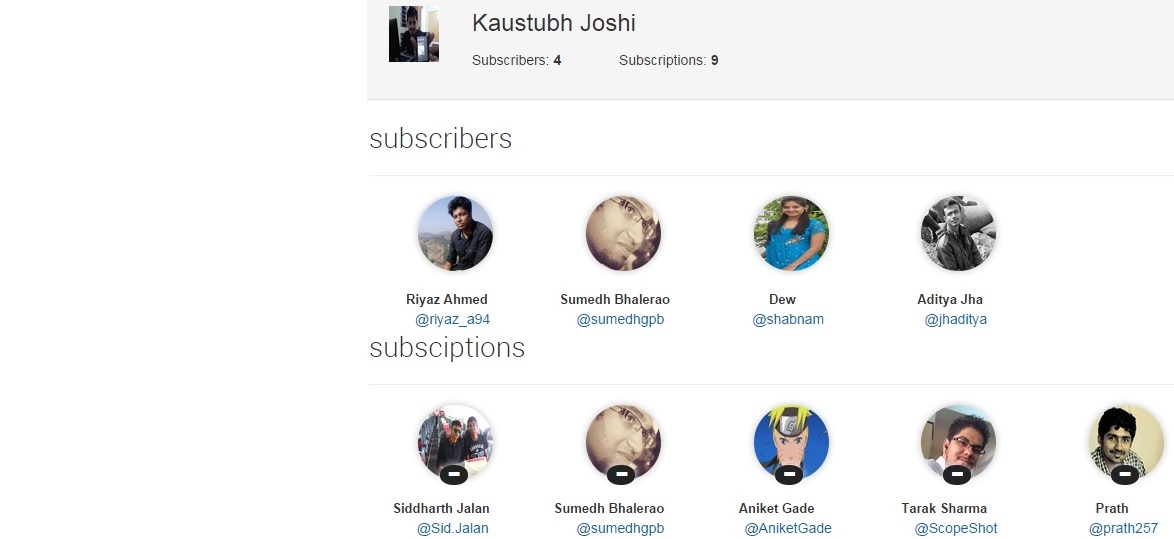 Kaustubh Joshi
Subscribers: 4 Subscriptions: 9
subscribers
Riyaz Ahmed Sumedh Bhalerao Dew Aditya Jha
@riyaz_a94 @sumedhgpb @shabnam @jhaditya
subsciptions
Siddharth Jalan Sumedh Bhalerao Aniket Gade Tarak Sharma Prath
@Sid.Jalan @sumedhgpb @AniketGade @ScopeShot @prath257